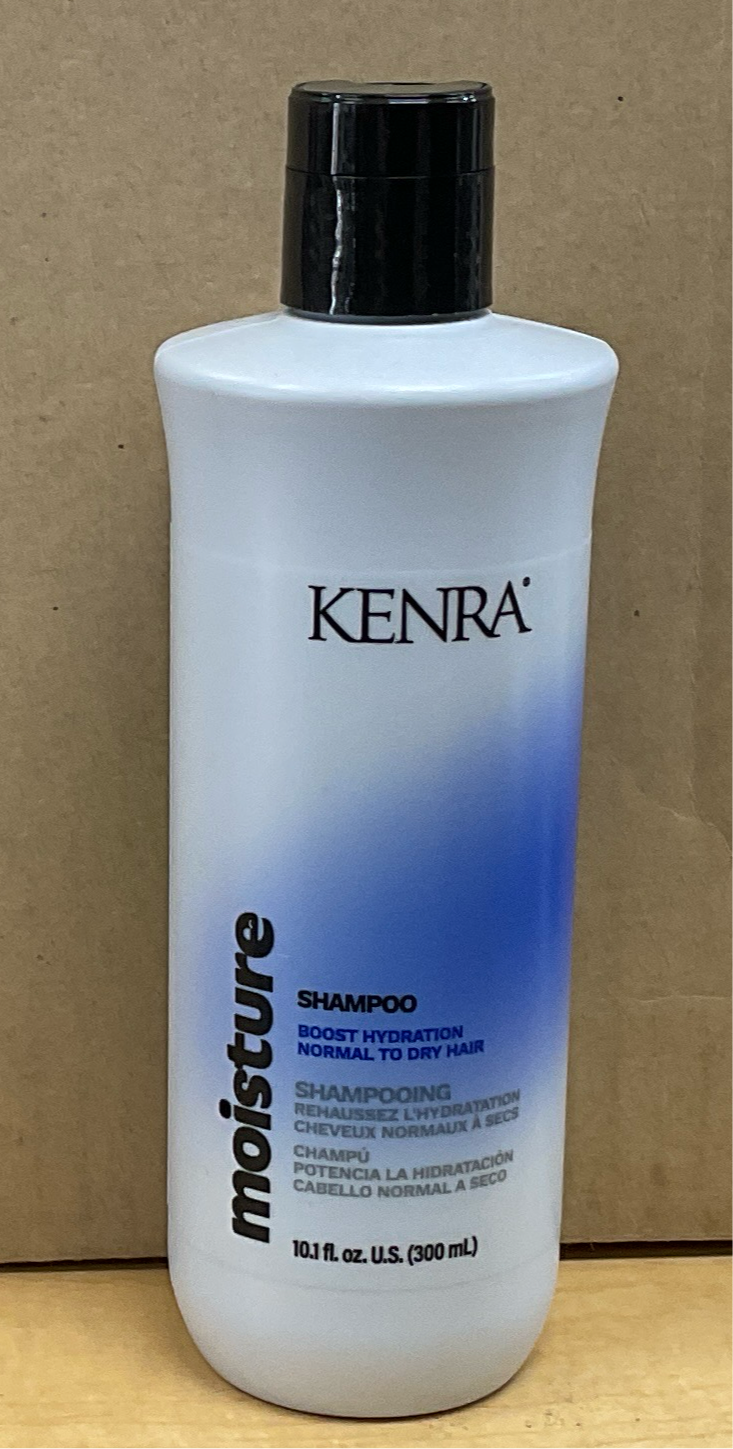 KENRA
moisture
SHAMPOO
BOOST HYDRATION
NORMAL TO DRY HAIR
SHAMPOOING
REHAUSSEZ L'HYDRATATION
CHEVEUX NORMAUX À SECS
CHAMPÚ
POTENCIA LA HIDRATACIÓN
CABELLO NORMAL A SECO
10.1 fl. oz. U.S. (300 mL)